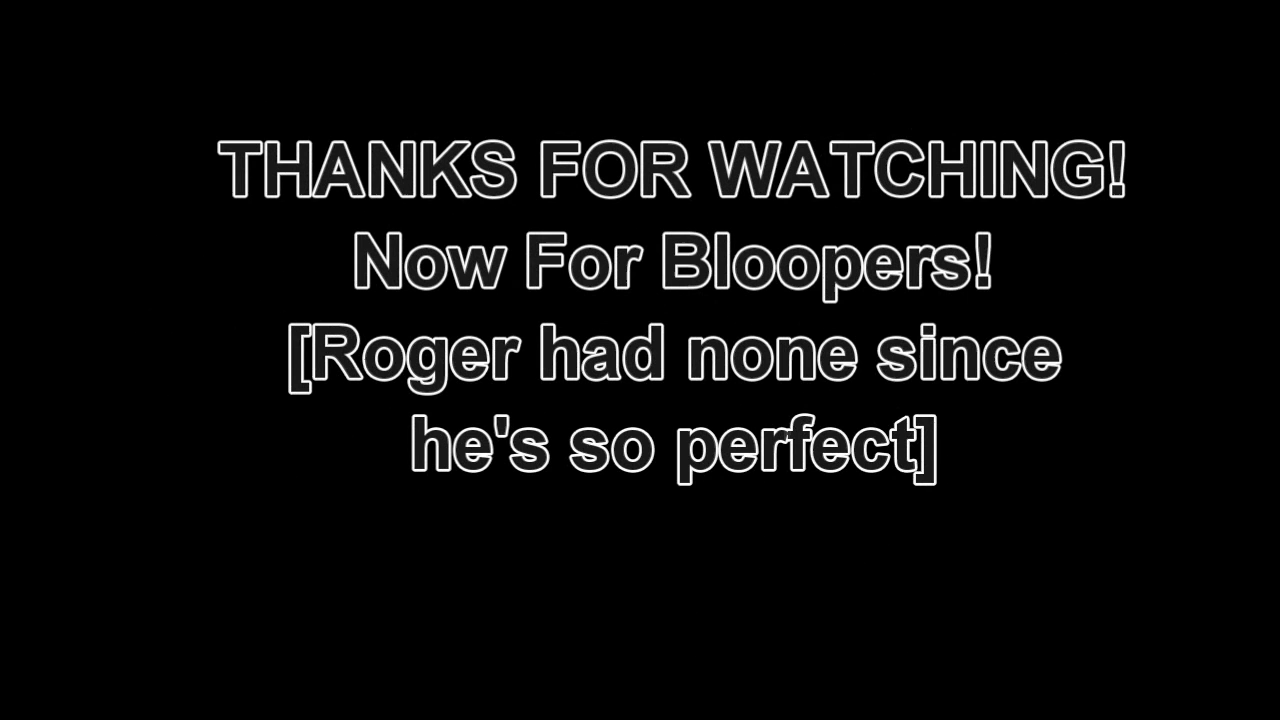 THANKS FOR WATCHING!
Now For Bloopers!
[Roger had none since
he's so perfect]